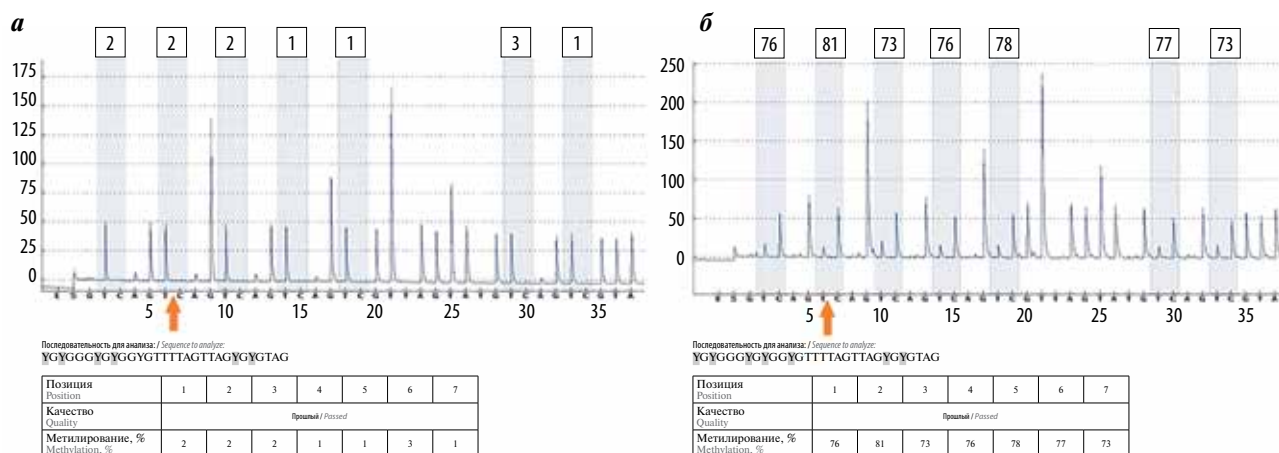 а
2 2 2 1 1 3 1
175
150
125
100
75
50
25
0
E S G T C A G T C A G T C A G T C A G T C G T T A G T A T G T C A G T C G T A
5 10 15 20 25 30 35
Последовательность для анализа: / Sequence to analyze:
YGYGGGYGYGGYGTTTTAGTTAGYGYGTAG
Позиция 1 2 3 4 5 6 7
Position
Качество Прошлый / Passed
Quality
Метилирование, % 2 2 2 1 1 3 1
Methylation, %
б
76 81 73 76 78 77 73
250
200
150
100
50
0
5 10 15 20 25 30 35
Последовательность для анализа: / Sequence to analyze:
YGYGGGYGYGGYGTTTTAGTTAGYGYGTAG
Позиция 1 2 3 4 5 6 7
Position
Качество Прошлый / Passed
Quality
Метилирование, % 76 81 73 76 78 77 73
Methylation, %